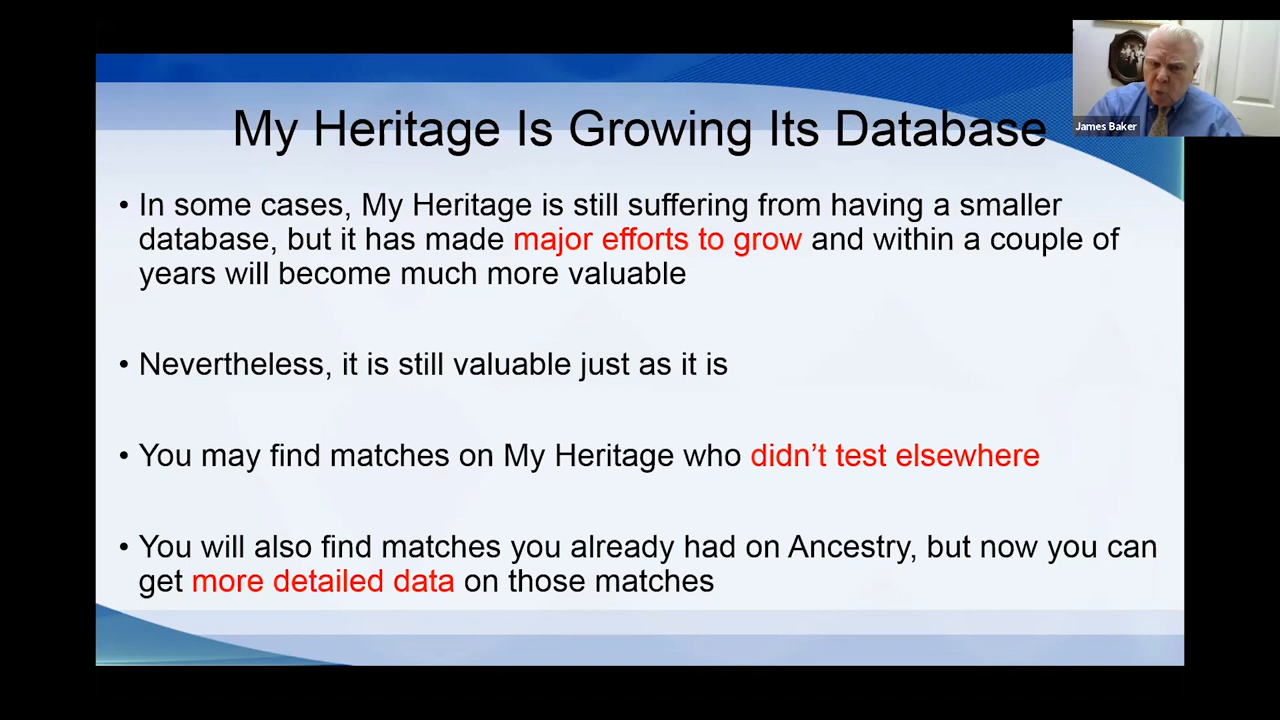 My Heritage Is Growing Its Database
James Baker
• In some cases, My Heritage is still suffering from having a smaller
database, but it has made major efforts to grow and within a couple of
years will become much more valuable
• Nevertheless, it is still valuable just as it is
• You may find matches on My Heritage who didn’t test elsewhere
• You will also find matches you already had on Ancestry, but now you can
get more detailed data on those matches